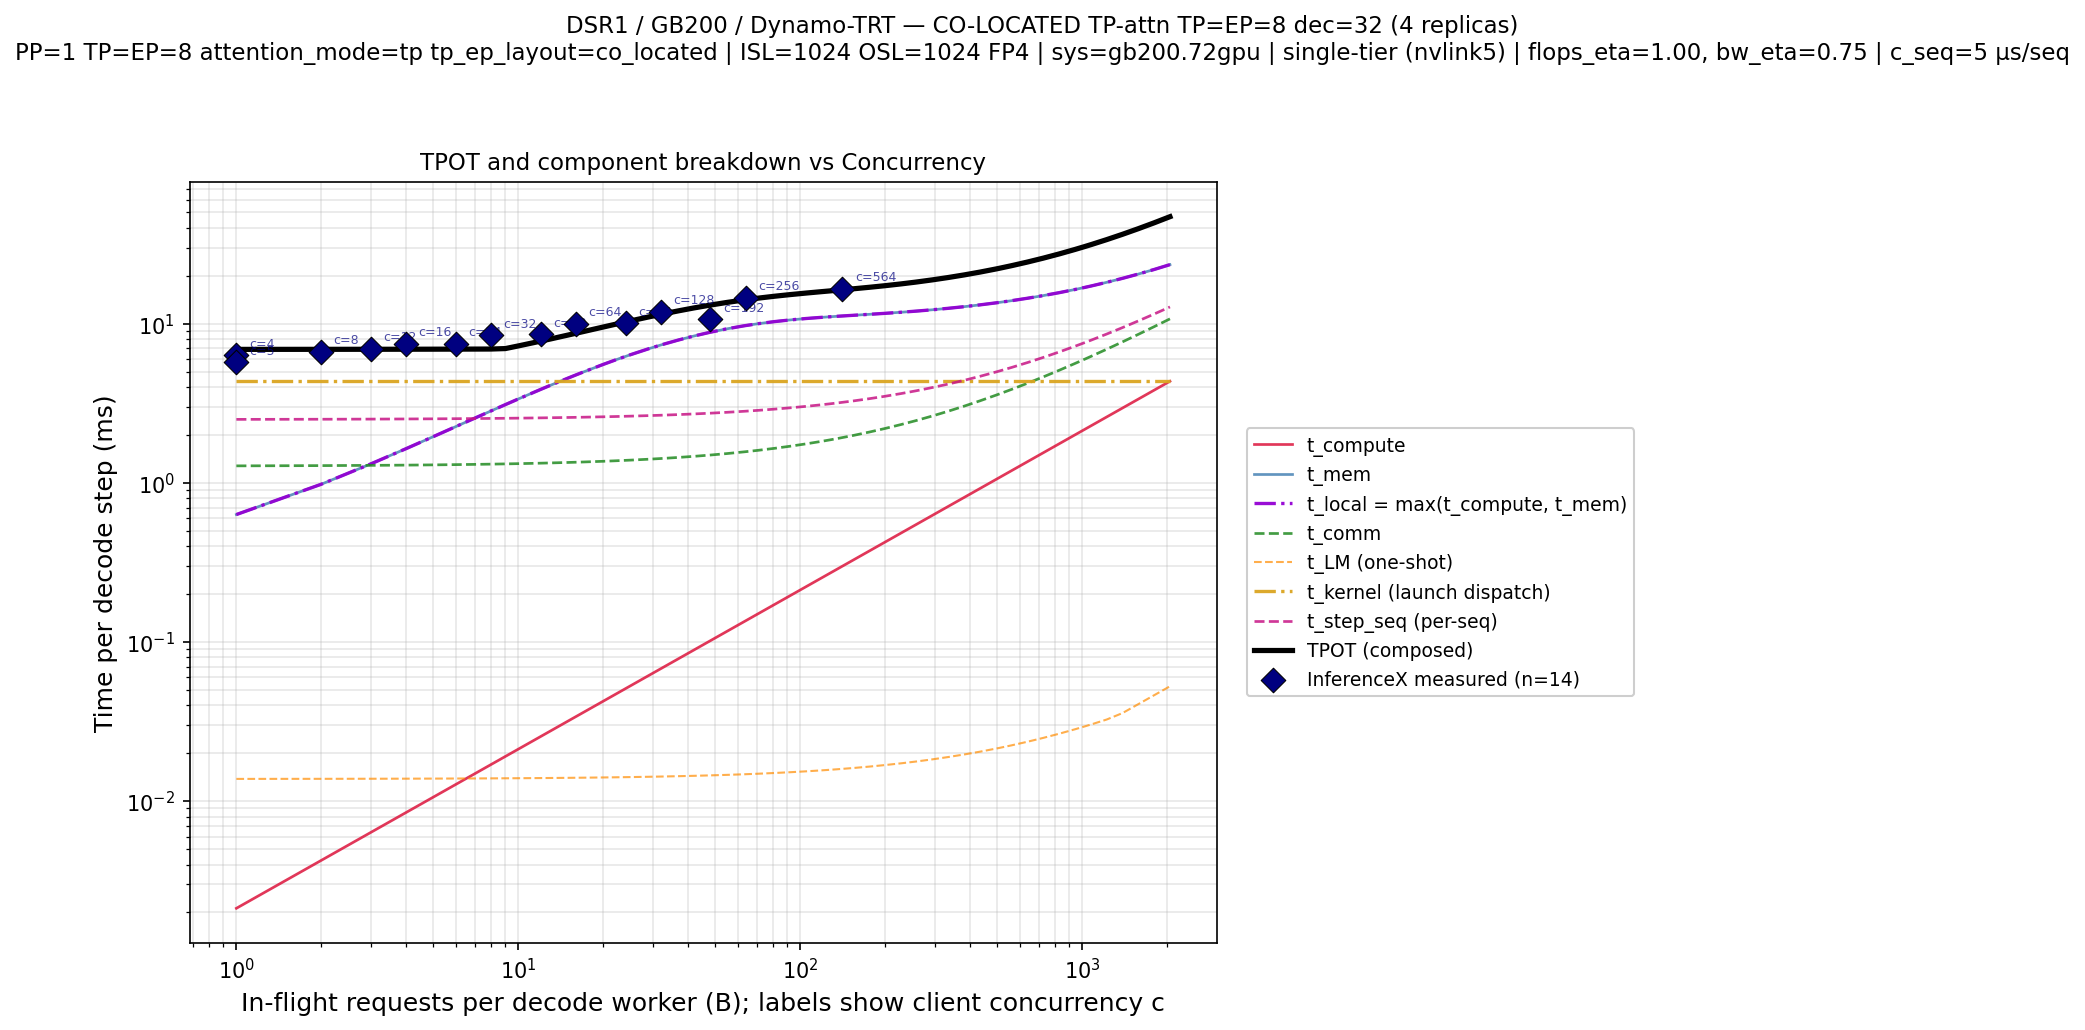 DSR1 / GB200 / Dynamo-TRT — CO-LOCATED TP-attn TP=EP=8 dec=32 (4 replicas)
PP=1 TP=EP=8 attention_mode=tp tp_ep_layout=co_located | ISL=1024 OSL=1024 FP4 | sys=gb200.72gpu | single-tier (nvlink5) | flops_eta=1.00, bw_eta=0.75 | c_seq=5 µs/seq
TPOT and component breakdown vs Concurrency
Time per decode step (ms)
10¹
10⁰
10⁻¹
10⁻²
c=4
c=8
c=16
c=32
c=64
c=128
c=256
c=564
10⁰
10¹
10²
10³
In-flight requests per decode worker (B); labels show client concurrency c
t_compute
t_mem
t_local = max(t_compute, t_mem)
t_comm
t_LM (one-shot)
t_kernel (launch dispatch)
t_step_seq (per-seq)
TPOT (composed)
InferenceX measured (n=14)